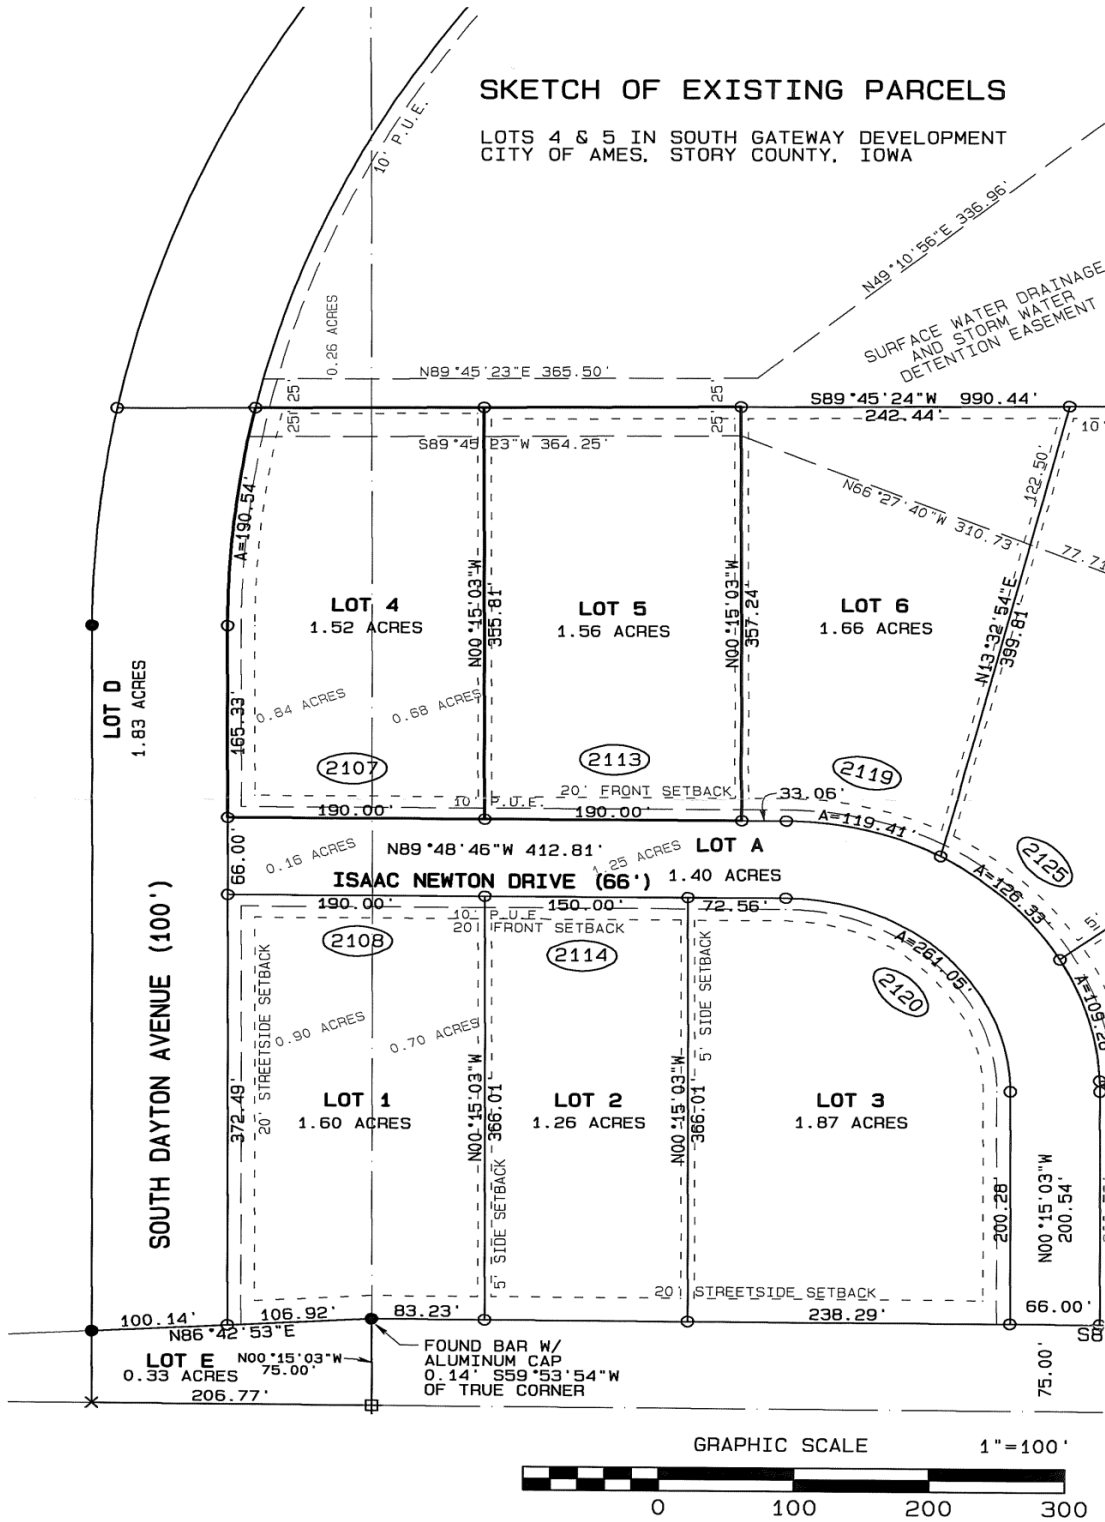 SKETCH OF EXISTING PARCELS
LOTS 4 & 5 IN SOUTH GATEWAY DEVELOPMENT
CITY OF AMES, STORY COUNTY, IOWA
10' P.U.E.
N49°10'56"E 336.96'
SURFACE WATER DRAINAGE
AND STORM WATER
DETENTION EASEMENT
0.26 ACRES
N89°45'23"E 365.50'
25'
25'
25'
25'
S89°45'24"W 990.44'
242.44'
10'
S89°45'23"W 364.25'
122.50'
N66°27'40"W 310.73'
77.71
A=190.54'
LOT 4
1.52 ACRES
N00°15'03"W
355.81'
LOT 5
1.56 ACRES
N00°15'03"W
357.24'
LOT 6
1.66 ACRES
N13°32'54"E
399.81'
LOT D
1.83 ACRES
165.33'
0.84 ACRES
0.68 ACRES
2107
2113
2119
20' FRONT SETBACK
10' P.U.E.
33.06'
190.00'
190.00'
A=119.41'
66.00'
0.16 ACRES
N89°48'46"W 412.81'
1.25 ACRES
LOT A
1.40 ACRES
ISAAC NEWTON DRIVE (66')
2125
A=126.33'
190.00'
150.00'
72.56'
10' P.U.E.
20' FRONT SETBACK
2108
2114
A=261.05'
2120
5'
A=109.20
SOUTH DAYTON AVENUE (100')
20' STREETSIDE SETBACK
5' SIDE SETBACK
0.90 ACRES
0.70 ACRES
372.49'
LOT 1
1.60 ACRES
N00°15'03"W
366.01'
LOT 2
1.26 ACRES
N00°15'03"W
366.01'
LOT 3
1.87 ACRES
5' SIDE SETBACK
200.28'
N00°15'03"W
200.54'
20' STREETSIDE SETBACK
100.14'
106.92'
83.23'
238.29'
66.00'
N86°42'53"E
S8
LOT E
0.33 ACRES
N00°15'03"W
75.00'
206.77'
FOUND BAR W/
ALUMINUM CAP
0.14' S59°53'54"W
OF TRUE CORNER
75.00'
GRAPHIC SCALE 1"=100'
0 100 200 300